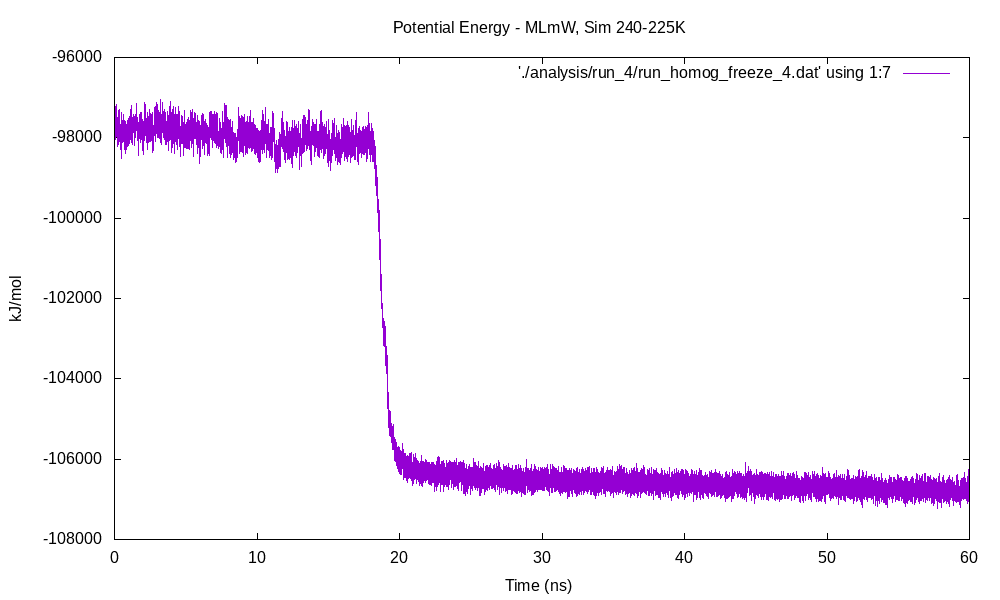 Potential Energy - MLmW, Sim 240-225K
'./analysis/run_4/run_homog_freeze_4.dat' using 1:7
-96000
-98000
-100000
-102000
-104000
-106000
-108000
kJ/mol
0 10 20 30 40 50 60
Time (ns)